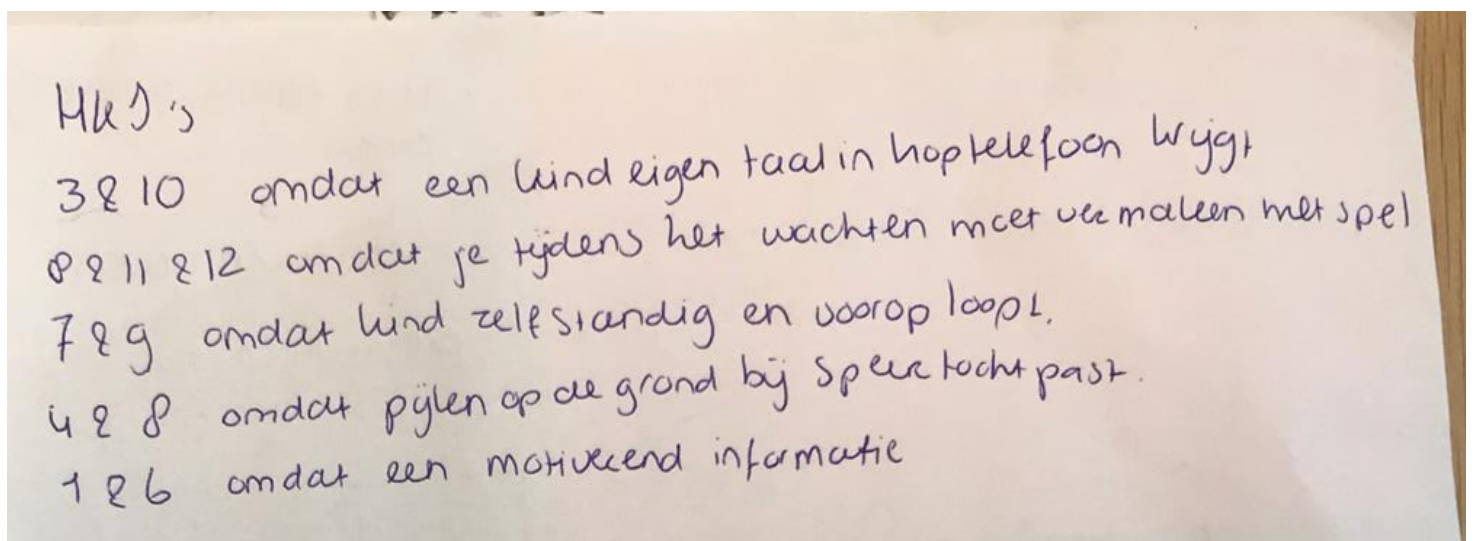 HKJ's
3 & 10 omdat een kind eigen taal in hoptelefoon krijgt
8 & 11 & 12 omdat je tijdens het wachten moet vermaken met spel
7 & 9 omdat kind zelfstandig en voorop loopt.
4 & 8 omdat pijlen op de grond bij speurtocht past.
1 & 6 omdat een motiverend informatie